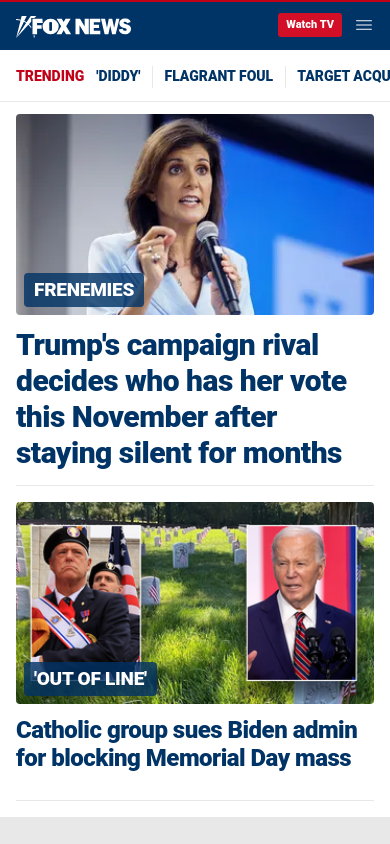 FOX NEWS
Watch TV
TRENDING 'DIDDY' FLAGRANT FOUL TARGET ACQU
FRENEMIES
Trump's campaign rival
decides who has her vote
this November after
staying silent for months
'OUT OF LINE'
Catholic group sues Biden admin
for blocking Memorial Day mass